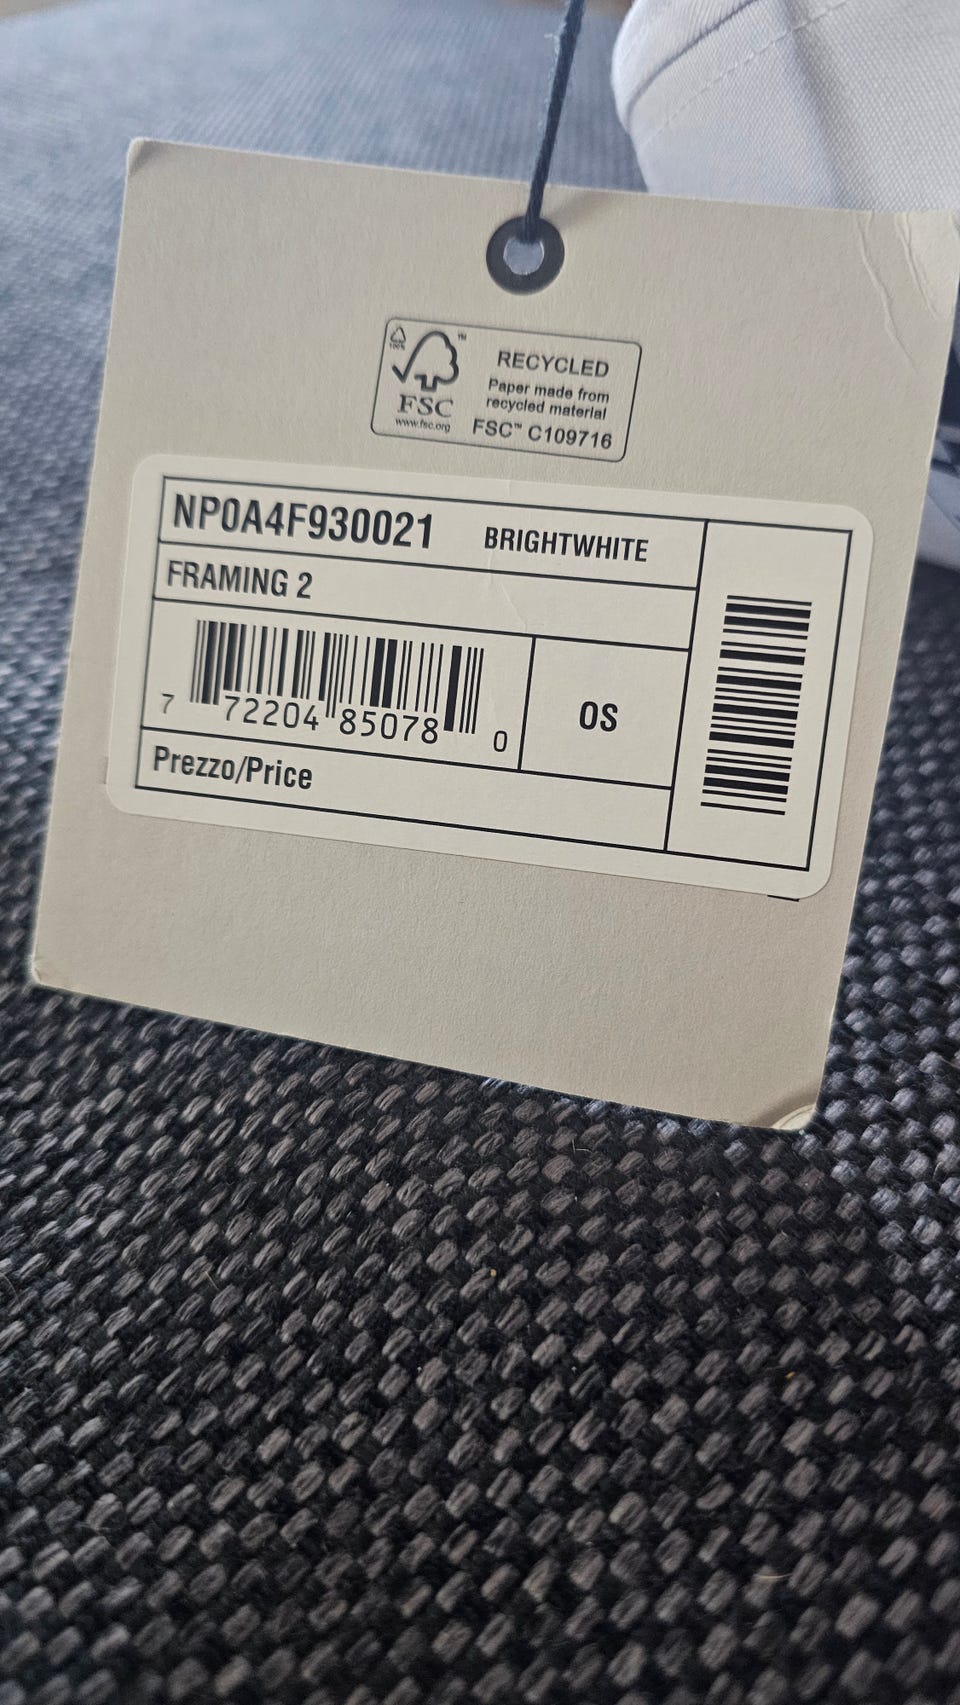 100%
™
FSC
www.fsc.org
RECYCLED
Paper made from
recycled material
FSC™ C109716
NP0A4F930021 BRIGHTWHITE
FRAMING 2
7 72204 85078 0
OS
Prezzo/Price